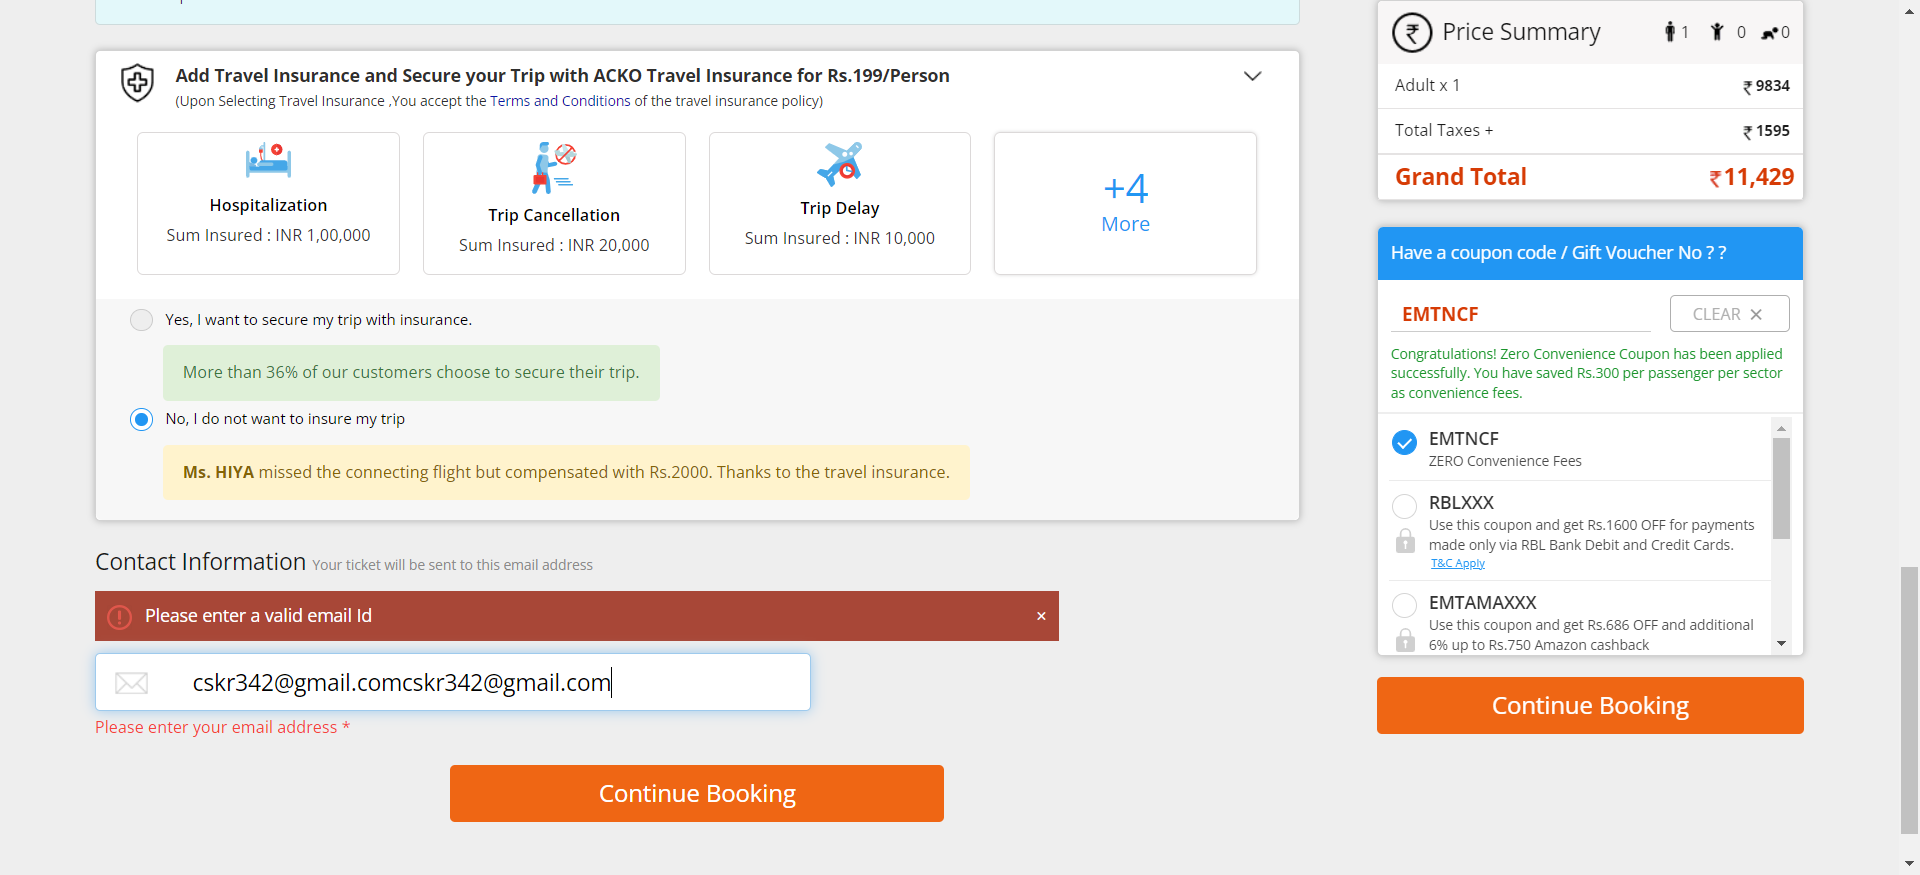 Add Travel Insurance and Secure your Trip with ACKO Travel Insurance for Rs.199/Person
(Upon Selecting Travel Insurance ,You accept the Terms and Conditions of the travel insurance policy)
Hospitalization
Sum Insured : INR 1,00,000
Trip Cancellation
Sum Insured : INR 20,000
Trip Delay
Sum Insured : INR 10,000
+4
More
Yes, I want to secure my trip with insurance.
More than 36% of our customers choose to secure their trip.
No, I do not want to insure my trip
Ms. HIYA missed the connecting flight but compensated with Rs.2000. Thanks to the travel insurance.
Contact Information Your ticket will be sent to this email address
Please enter a valid email Id ×
cskr342@gmail.comcskr342@gmail.com
Please enter your email address *
Continue Booking
₹ Price Summary 1 0 0
Adult x 1 ₹ 9834
Total Taxes + ₹ 1595
Grand Total ₹ 11,429
Have a coupon code / Gift Voucher No ? ?
EMTNCF CLEAR ✕
Congratulations! Zero Convenience Coupon has been applied
successfully. You have saved Rs.300 per passenger per sector
as convenience fees.
EMTNCF
ZERO Convenience Fees
RBLXXX
Use this coupon and get Rs.1600 OFF for payments
made only via RBL Bank Debit and Credit Cards.
T&C Apply
EMTAMAXXX
Use this coupon and get Rs.686 OFF and additional
6% up to Rs.750 Amazon cashback
Continue Booking